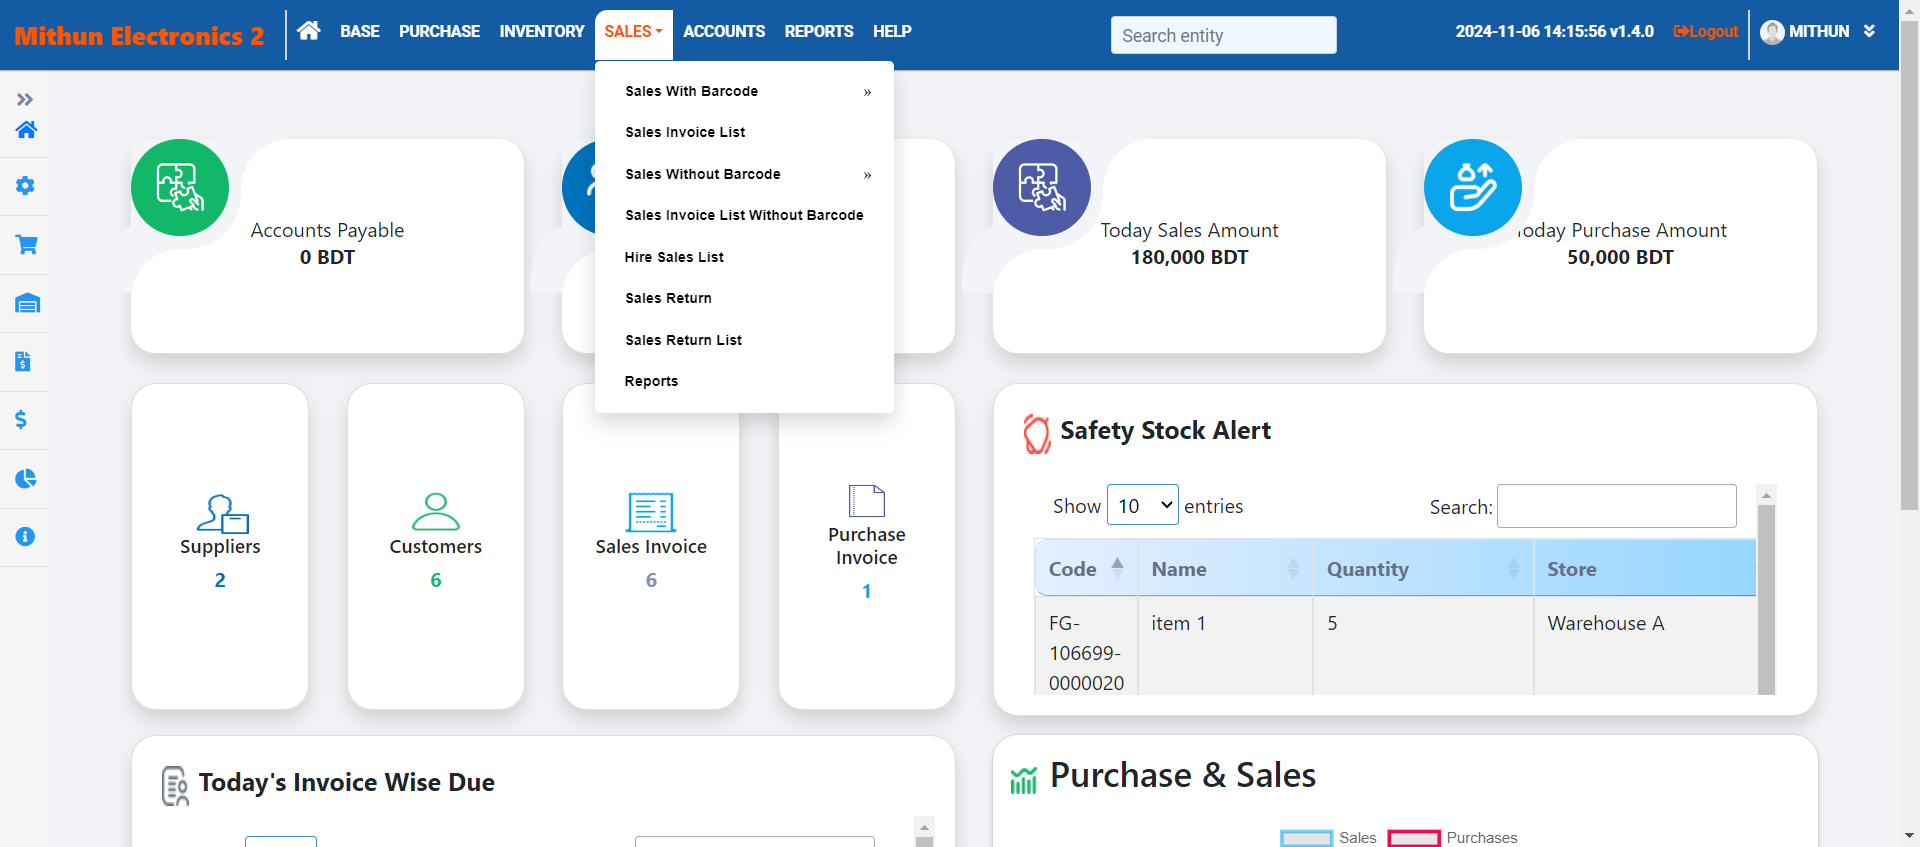 Mithun Electronics 2
BASE PURCHASE INVENTORY SALES ACCOUNTS REPORTS HELP
Search entity
2024-11-06 14:15:56 v1.4.0 Logout MITHUN
Sales With Barcode »
Sales Invoice List
Sales Without Barcode »
Sales Invoice List Without Barcode
Hire Sales List
Sales Return
Sales Return List
Reports
Accounts Payable
0 BDT
Today Sales Amount
180,000 BDT
Today Purchase Amount
50,000 BDT
Suppliers
2
Customers
6
Sales Invoice
6
Purchase
Invoice
1
Safety Stock Alert
Show 10 entries
Search:
Code Name Quantity Store
FG-
106699-
0000020
item 1
5
Warehouse A
Today's Invoice Wise Due
Purchase & Sales
Sales Purchases